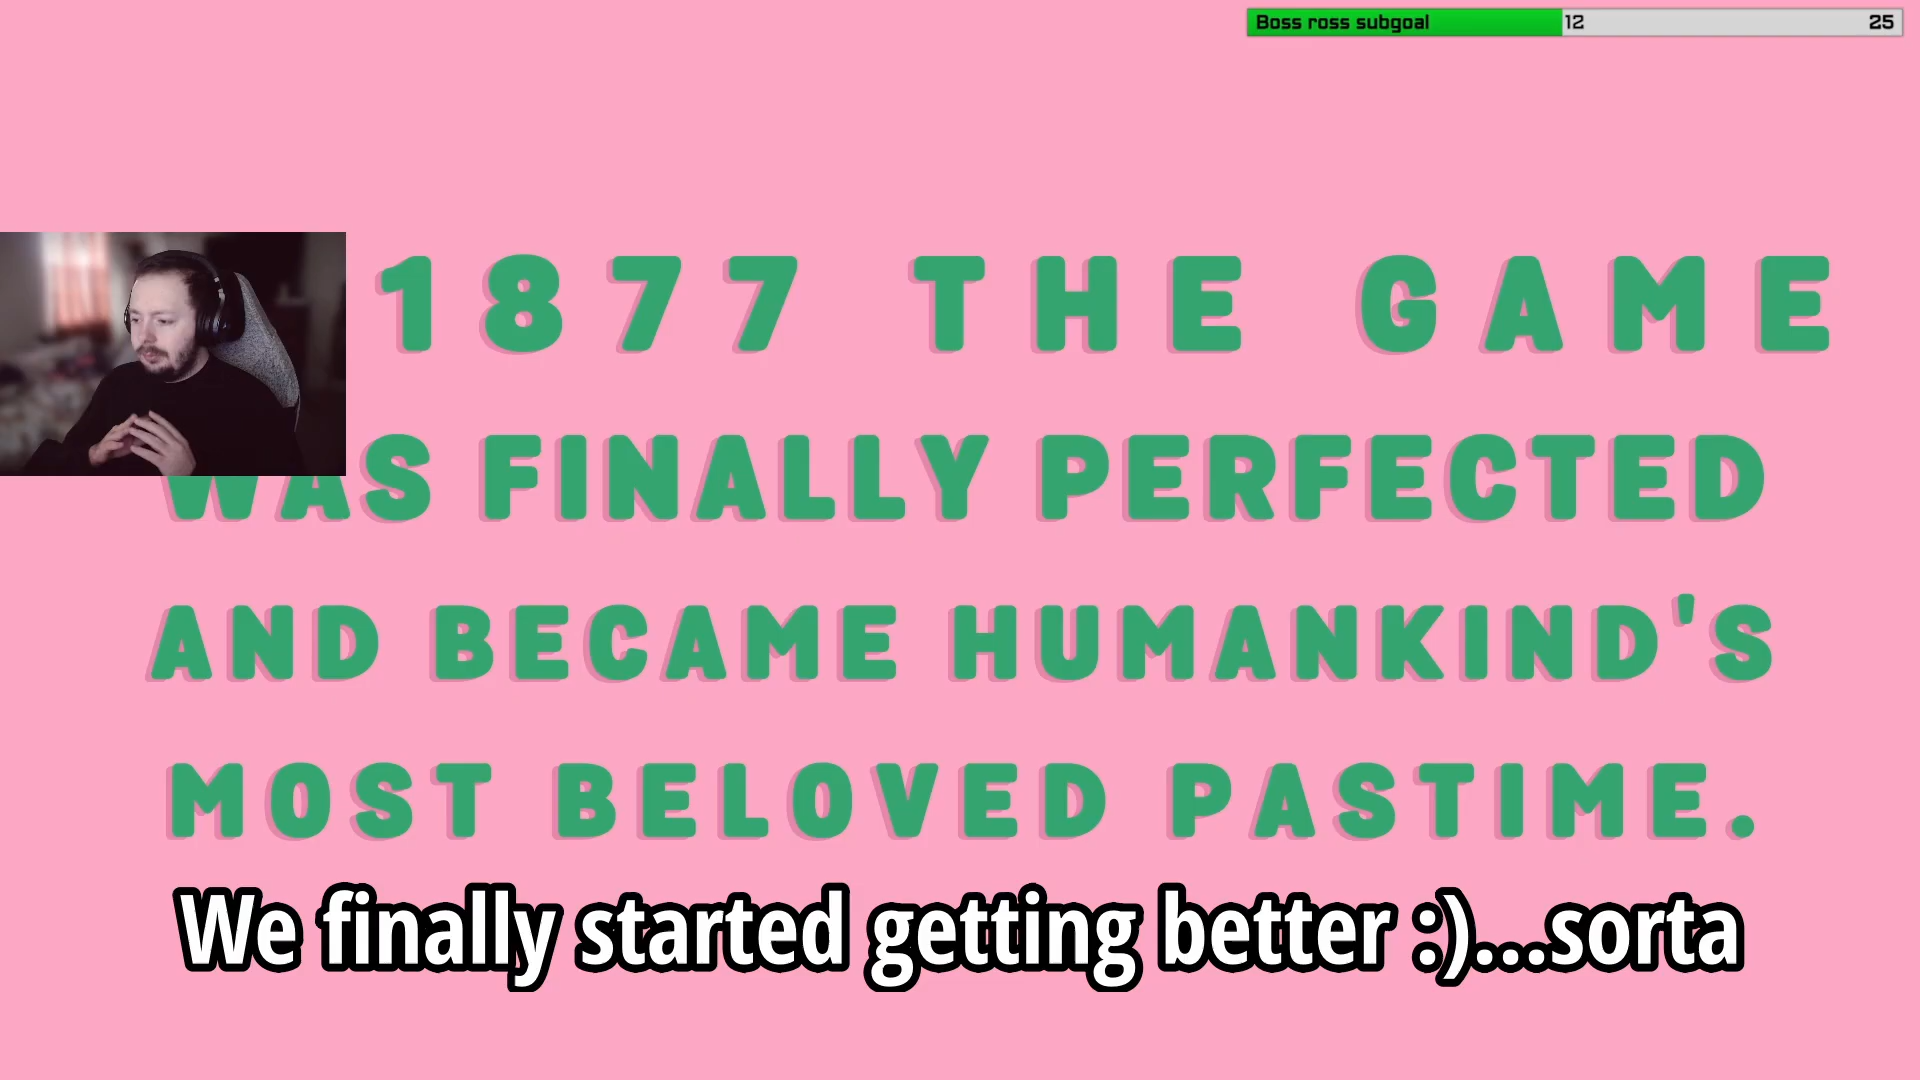 Boss ross subgoal 12 25
1877 THE GAME
WAS FINALLY PERFECTED
AND BECAME HUMANKIND'S
MOST BELOVED PASTIME.
We finally started getting better :)...sorta